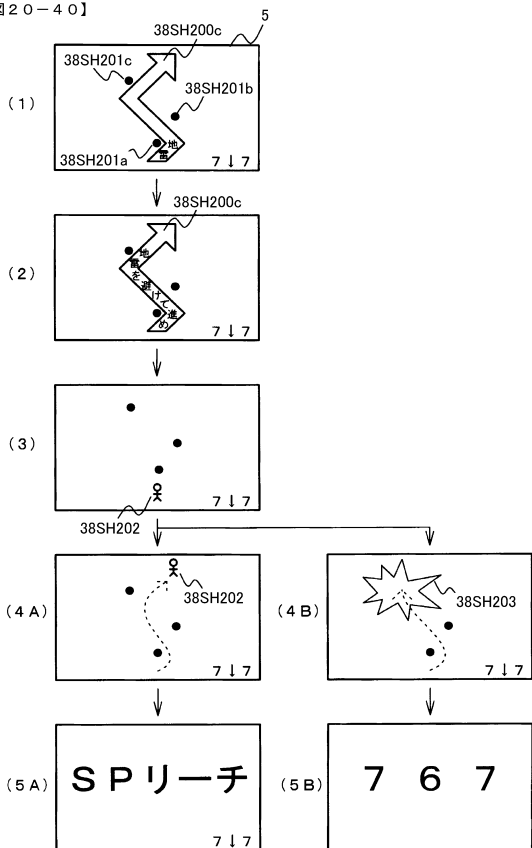 図20-40】
38SH200c
5
38SH201c
38SH201b
(1)
38SH201a
地
雷
7↓7
38SH200c
(2)
地
雷
を
避
け
て
進
め
7↓7
(3)
7↓7
38SH202
(4A)
38SH202
7↓7
(4B)
38SH203
7↓7
(5A)
SPリーチ
7↓7
(5B)
7 6 7